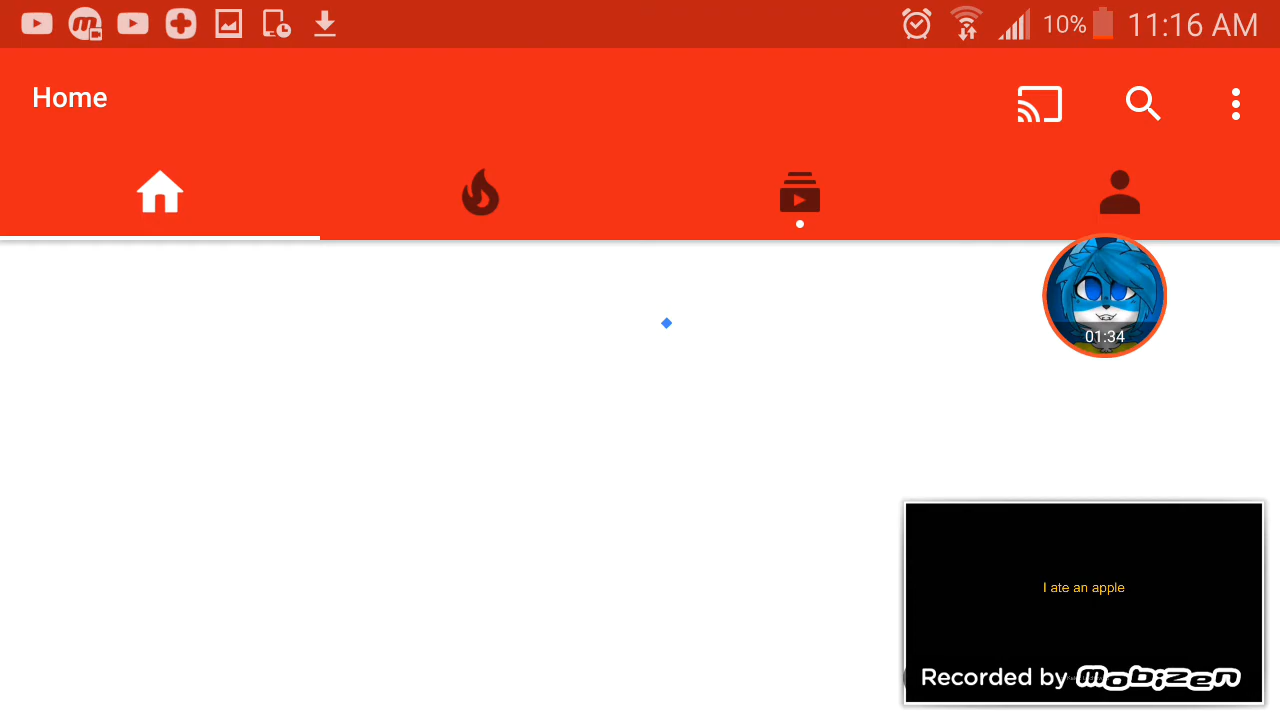 10% 11:16 AM
Home
01:34
I ate an apple
Recorded by mobizen